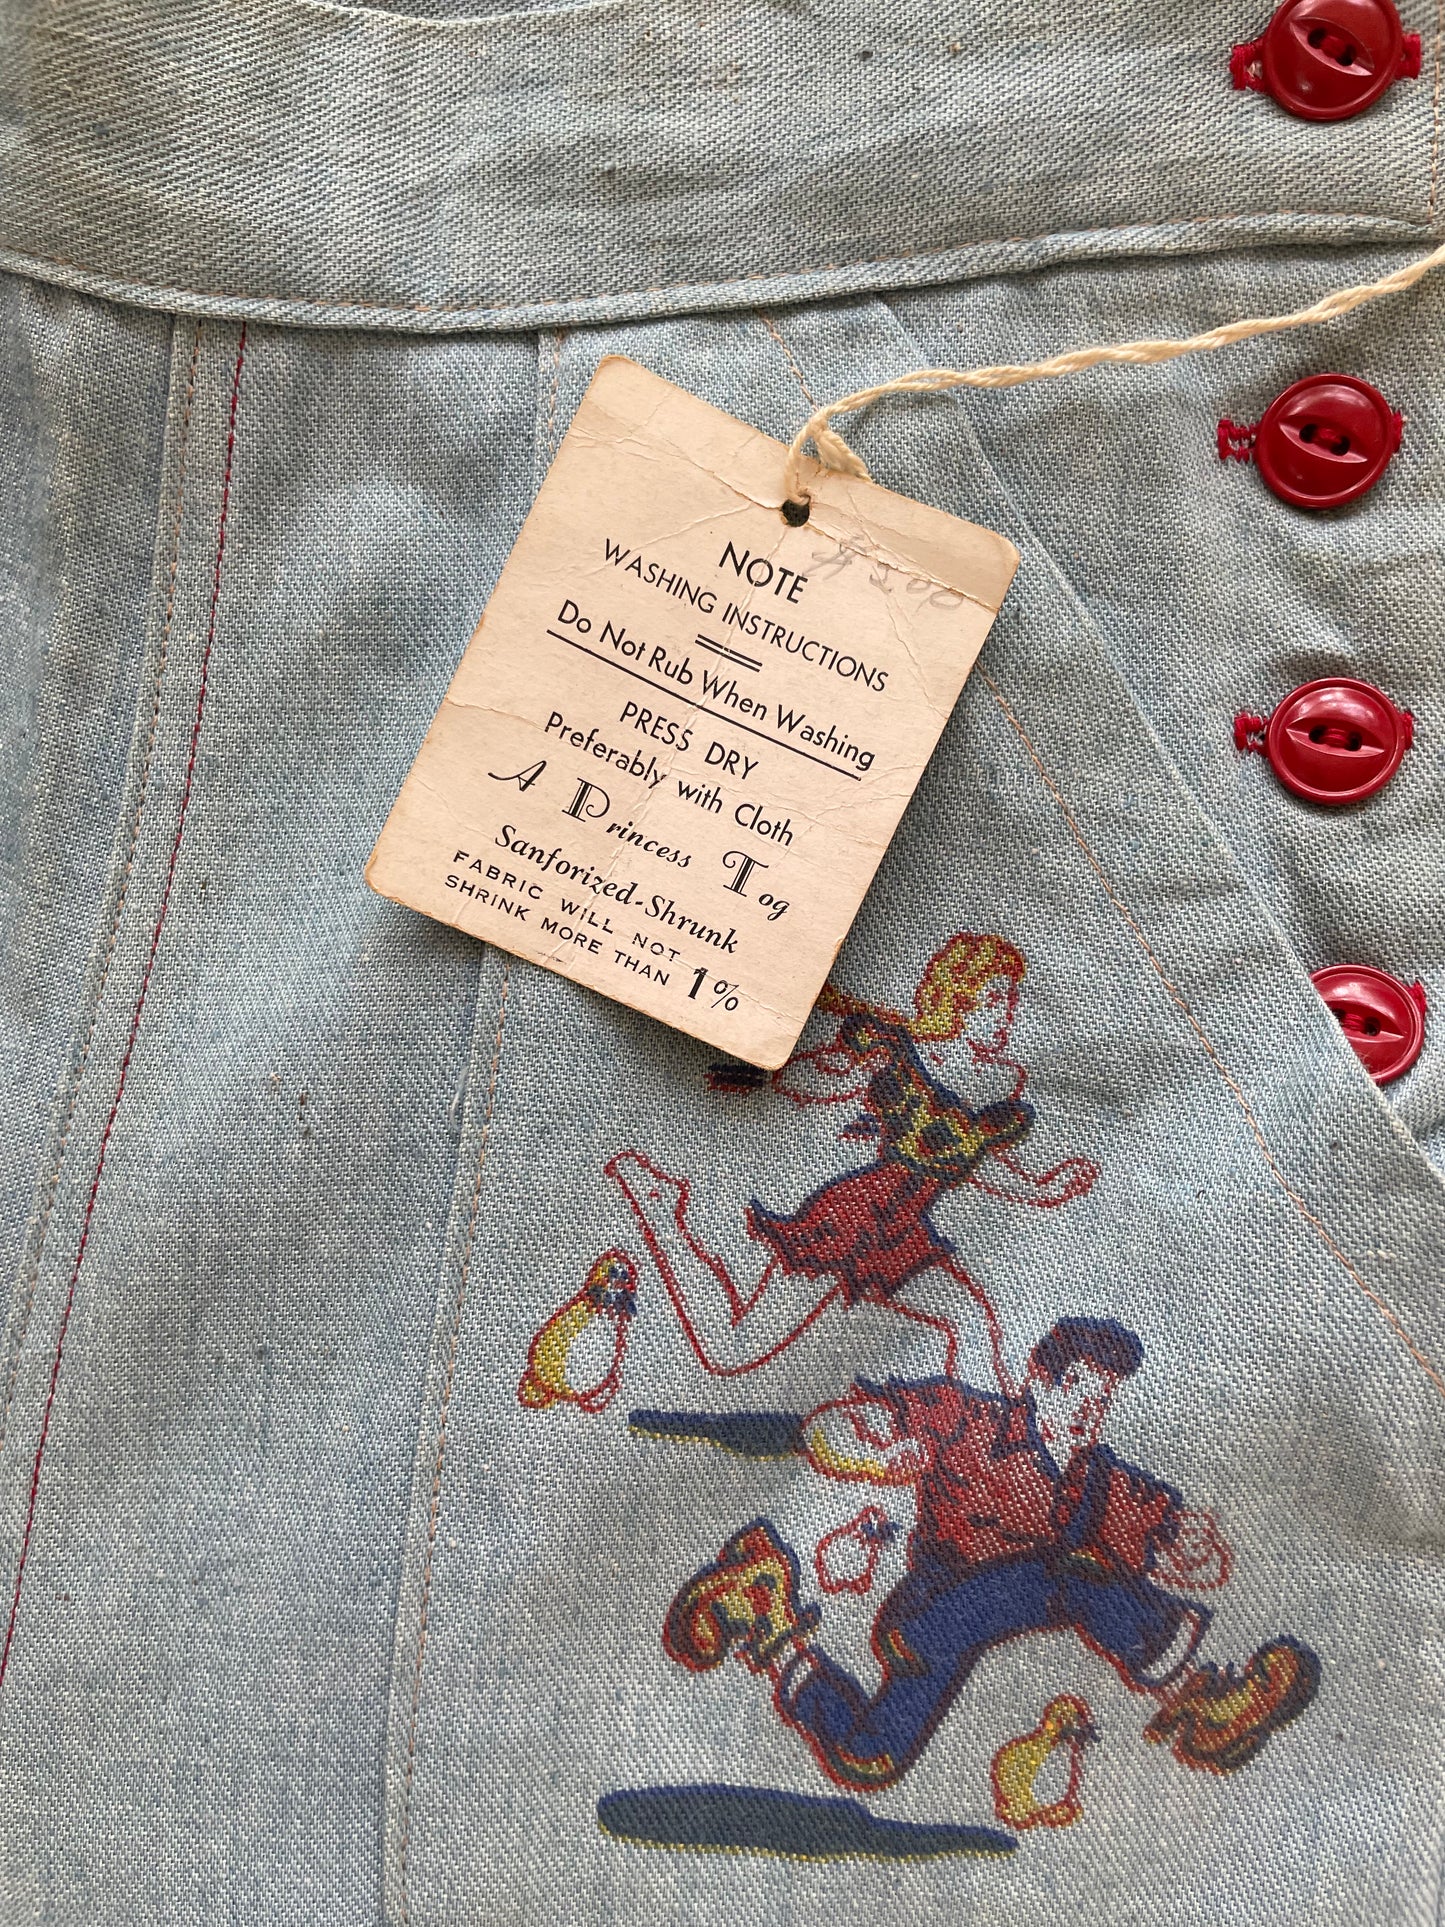 NOTE
WASHING INSTRUCTIONS
Do Not Rub When Washing
PRESS DRY
Preferably with Cloth
A Princess Tog
Sanforized-Shrunk
FABRIC WILL NOT
SHRINK MORE THAN 1%